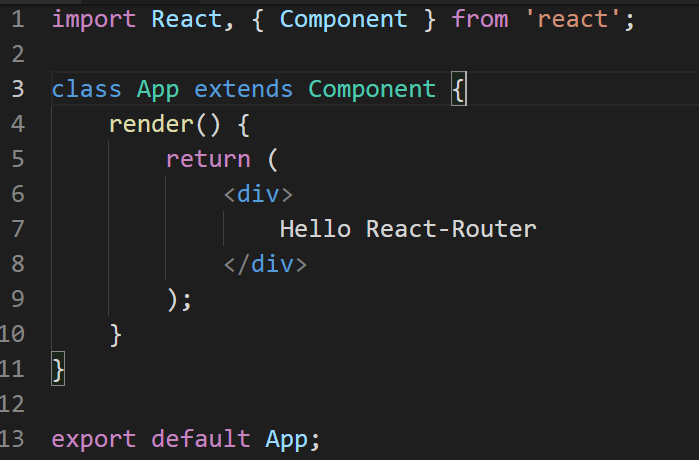 1 import React, { Component } from 'react';
2
3 class App extends Component {
4     render() {
5         return (
6             <div>
7                 Hello React-Router
8             </div>
9         );
10     }
11 }
12
13 export default App;